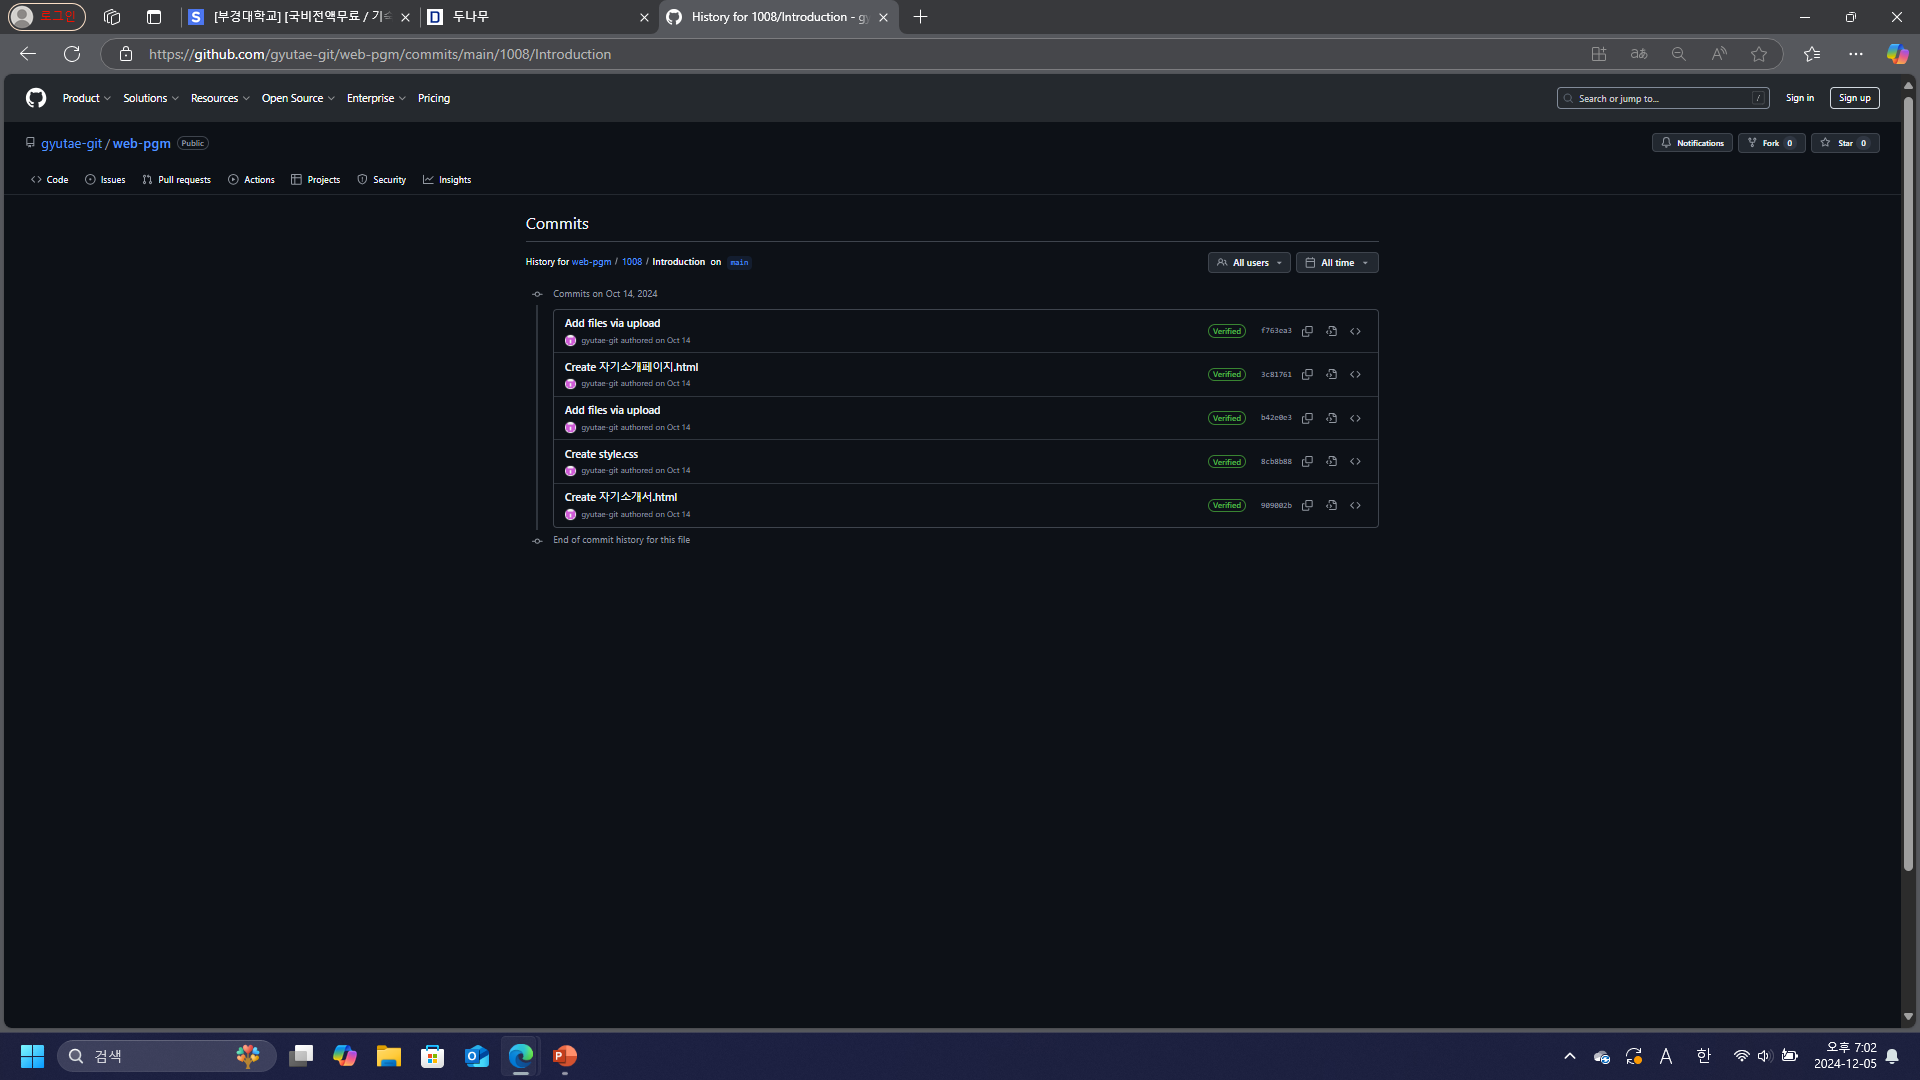 로그인
[부경대학교] [국비전액무료 / 기숙
두나무
History for 1008/Introduction - gy
https://github.com/gyutae-git/web-pgm/commits/main/1008/Introduction
Product Solutions Resources Open Source Enterprise Pricing
Search or jump to... /
Sign in
Sign up
gyutae-git / web-pgm Public
Notifications
Fork 0
Star 0
Code Issues Pull requests Actions Projects Security Insights
Commits
History for web-pgm / 1008 / Introduction on main
All users
All time
Commits on Oct 14, 2024
Add files via upload
gyutae-git authored on Oct 14
Verified f763ea3
Create 자기소개페이지.html
gyutae-git authored on Oct 14
Verified 3c81761
Add files via upload
gyutae-git authored on Oct 14
Verified b42e0e3
Create style.css
gyutae-git authored on Oct 14
Verified 8cb8b88
Create 자기소개서.html
gyutae-git authored on Oct 14
Verified 909002b
End of commit history for this file
검색
A 한
오후 7:02
2024-12-05